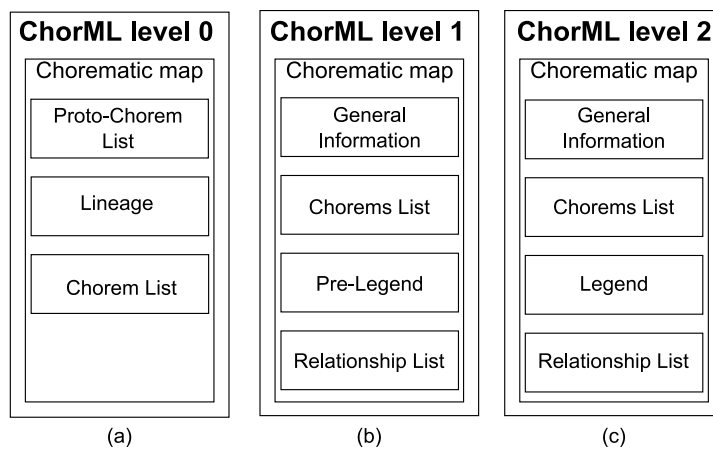 ChorML level 0
Chorematic map
Proto-Chorem
List
Lineage
Chorem List
(a)
ChorML level 1
Chorematic map
General
Information
Chorems List
Pre-Legend
Relationship List
(b)
ChorML level 2
Chorematic map
General
Information
Chorems List
Legend
Relationship List
(c)